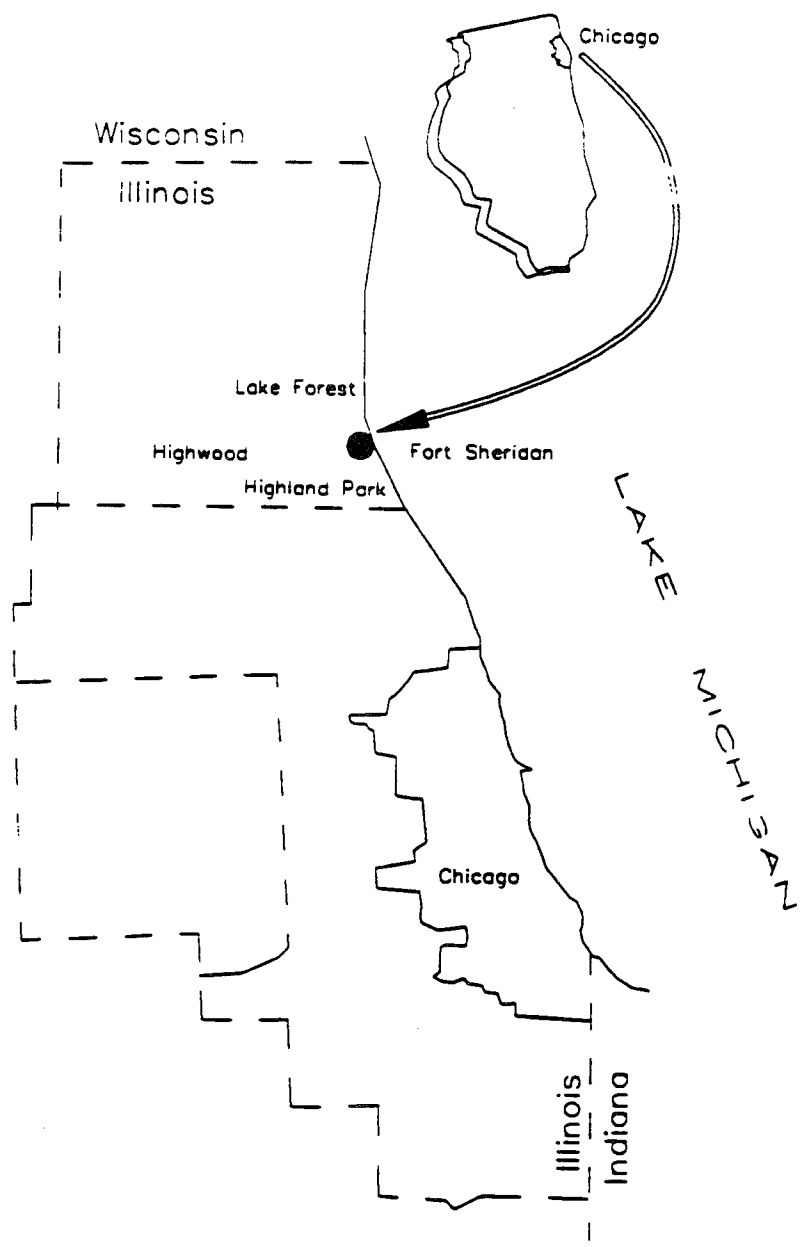 Chicago
Wisconsin
Illinois
Lake Forest
Highwood
Fort Sheridan
Highland Park
LAKE
MICHIGAN
Chicago
Illinois
Indiana